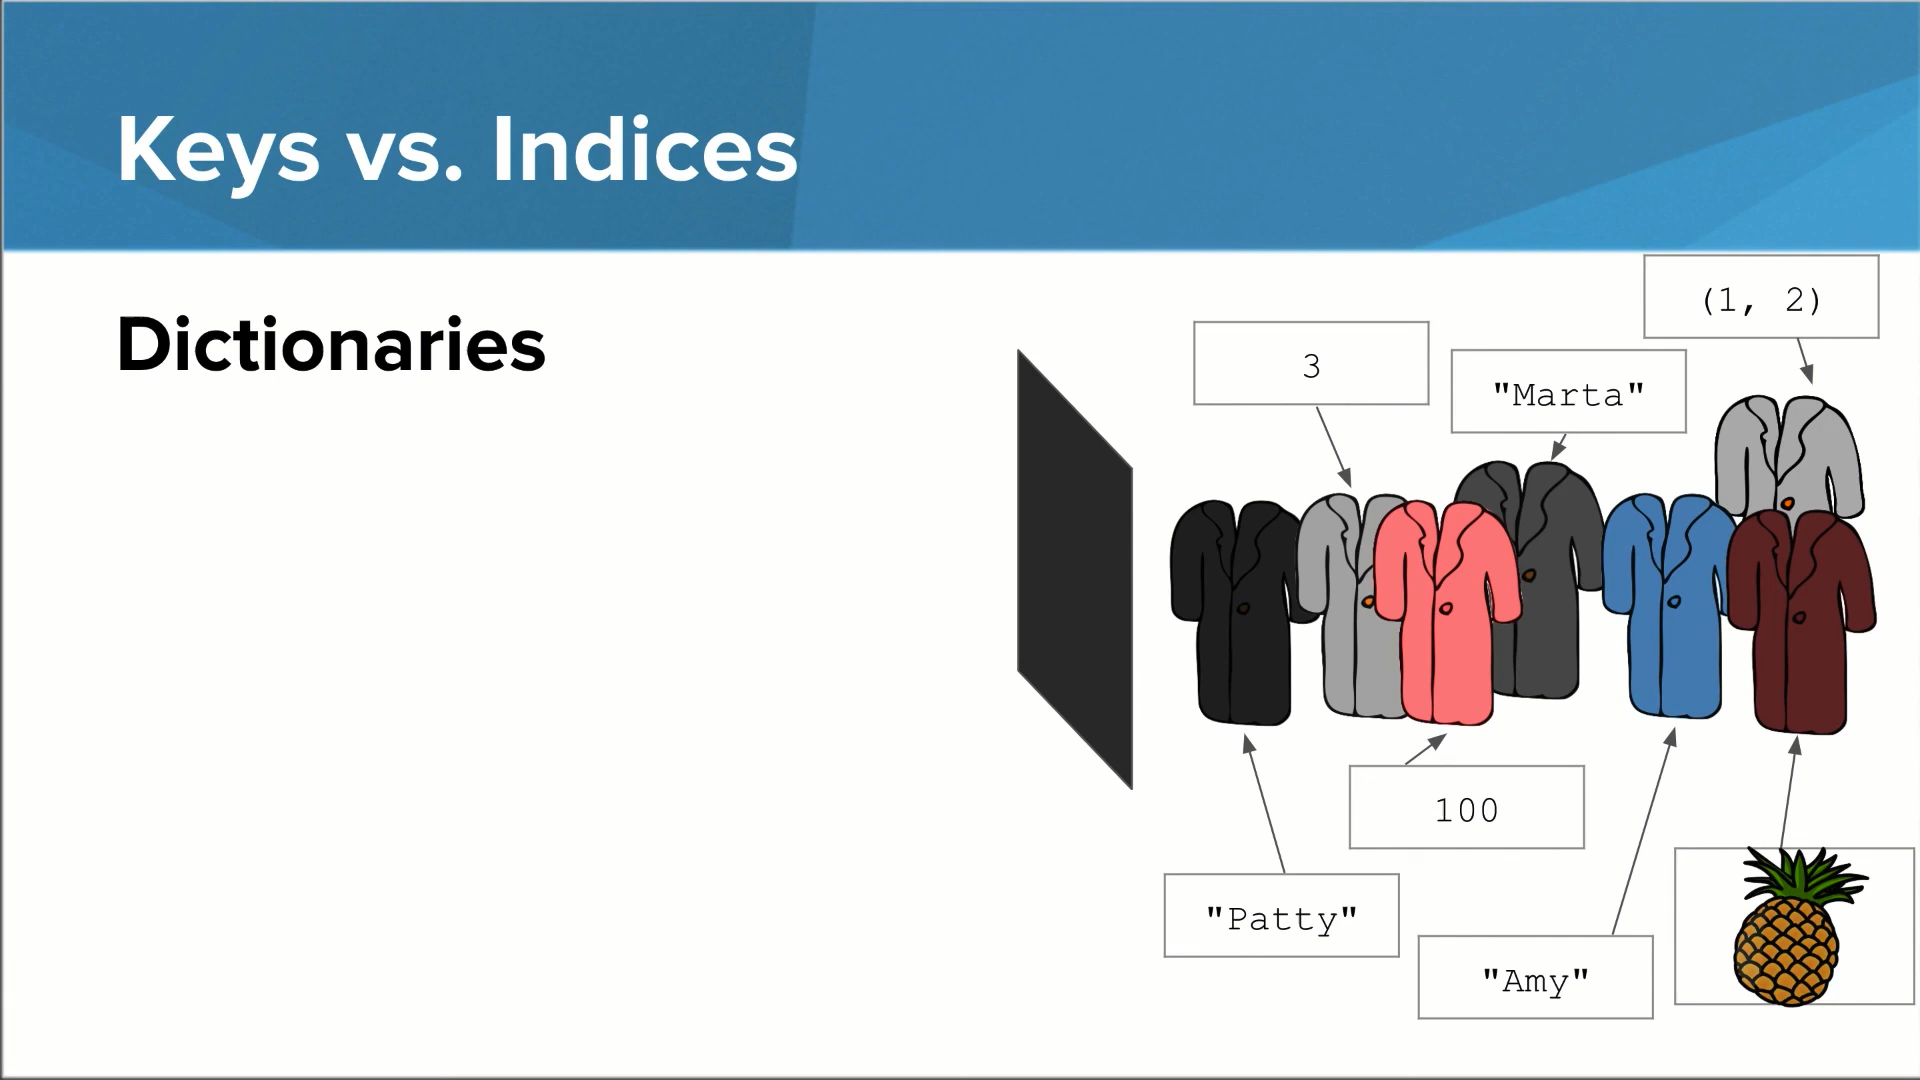 Keys vs. Indices
Dictionaries
(1, 2)
3
"Marta"
100
"Patty"
"Amy"